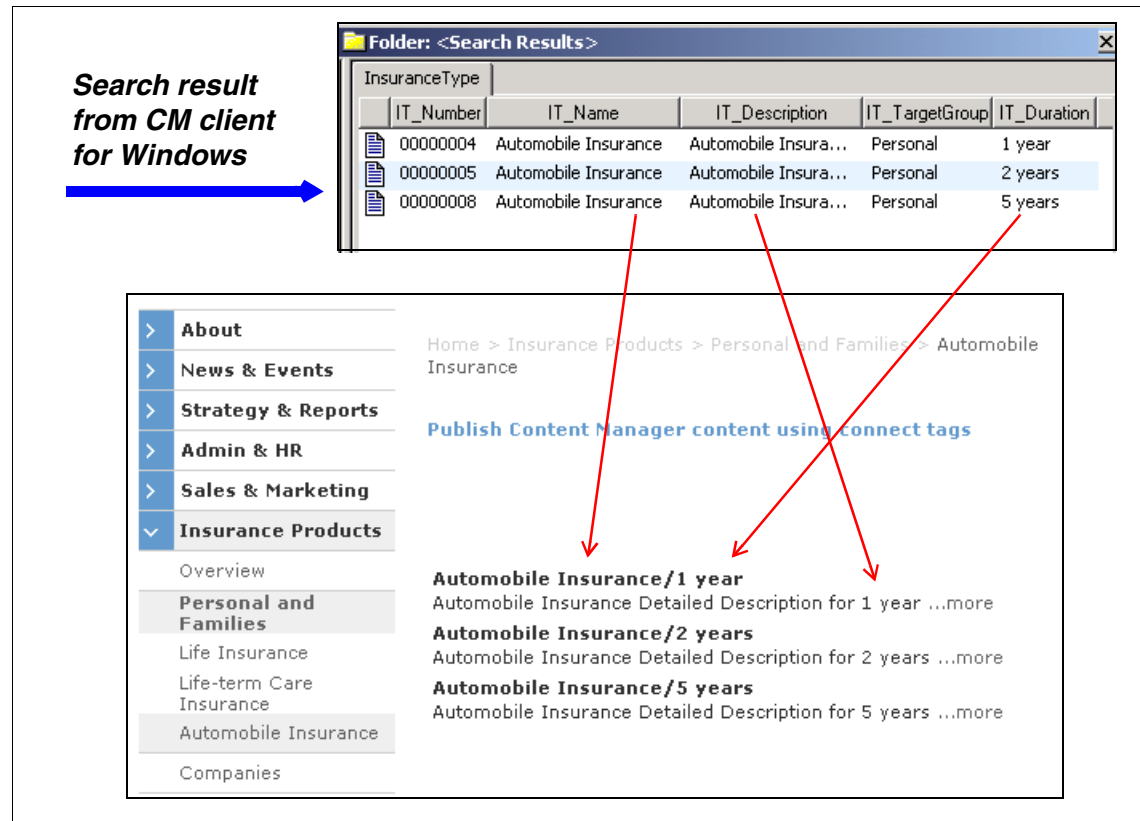 Folder: <Search Results>
Search result
from CM client
for Windows
InsuranceType
IT_Number IT_Name IT_Description IT_TargetGroup IT_Duration
00000004 Automobile Insurance Automobile Insura... Personal 1 year
00000005 Automobile Insurance Automobile Insura... Personal 2 years
00000008 Automobile Insurance Automobile Insura... Personal 5 years
About
News & Events
Strategy & Reports
Admin & HR
Sales & Marketing
Insurance Products
Overview
Personal and
Families
Life Insurance
Life-term Care
Insurance
Automobile Insurance
Companies
Home > Insurance Products > Personal and Families > Automobile
Insurance
Publish Content Manager content using connect tags
Automobile Insurance/1 year
Automobile Insurance Detailed Description for 1 year ...more
Automobile Insurance/2 years
Automobile Insurance Detailed Description for 2 years ...more
Automobile Insurance/5 years
Automobile Insurance Detailed Description for 5 years ...more